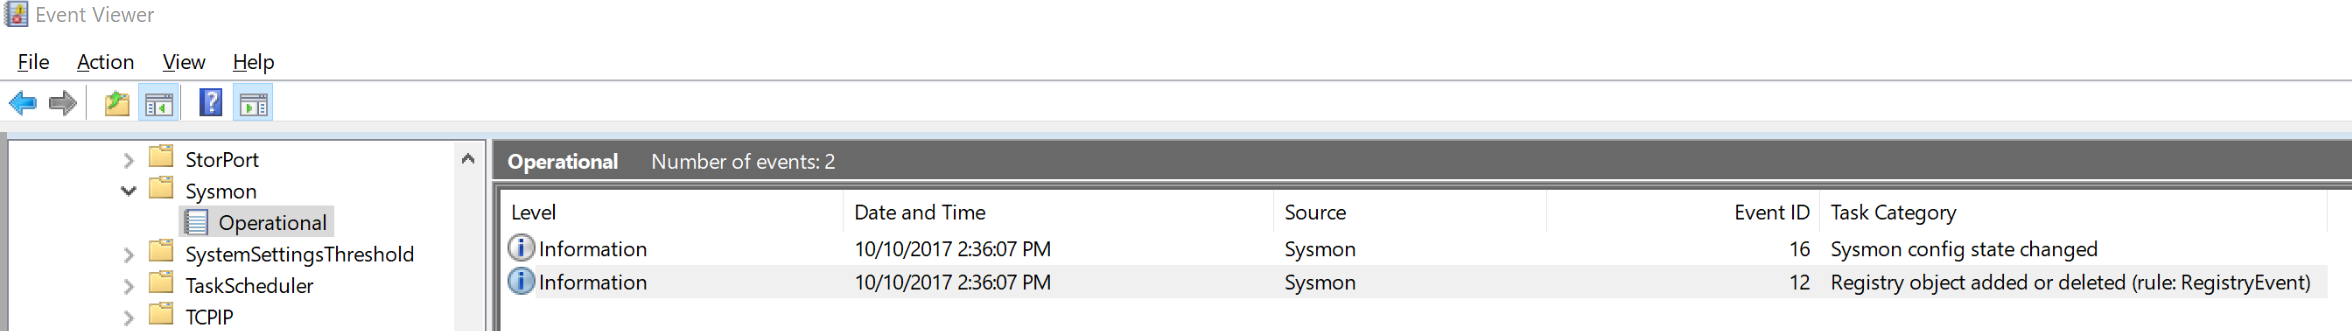 Event Viewer
File Action View Help
StorPort
Sysmon
Operational
SystemSettingsThreshold
TaskScheduler
TCPIP
Operational Number of events: 2
Level Date and Time Source Event ID Task Category
Information 10/10/2017 2:36:07 PM Sysmon 16 Sysmon config state changed
Information 10/10/2017 2:36:07 PM Sysmon 12 Registry object added or deleted (rule: RegistryEvent)